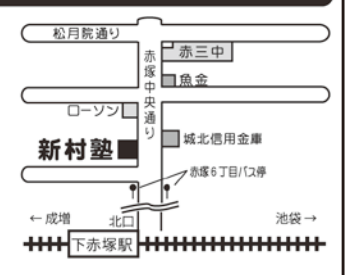 松月院通り
赤三中
赤塚中央通り
魚金
ローソン
城北信用金庫
新村塾
赤塚6丁目バス停
←成増
北口
池袋→
下赤塚駅